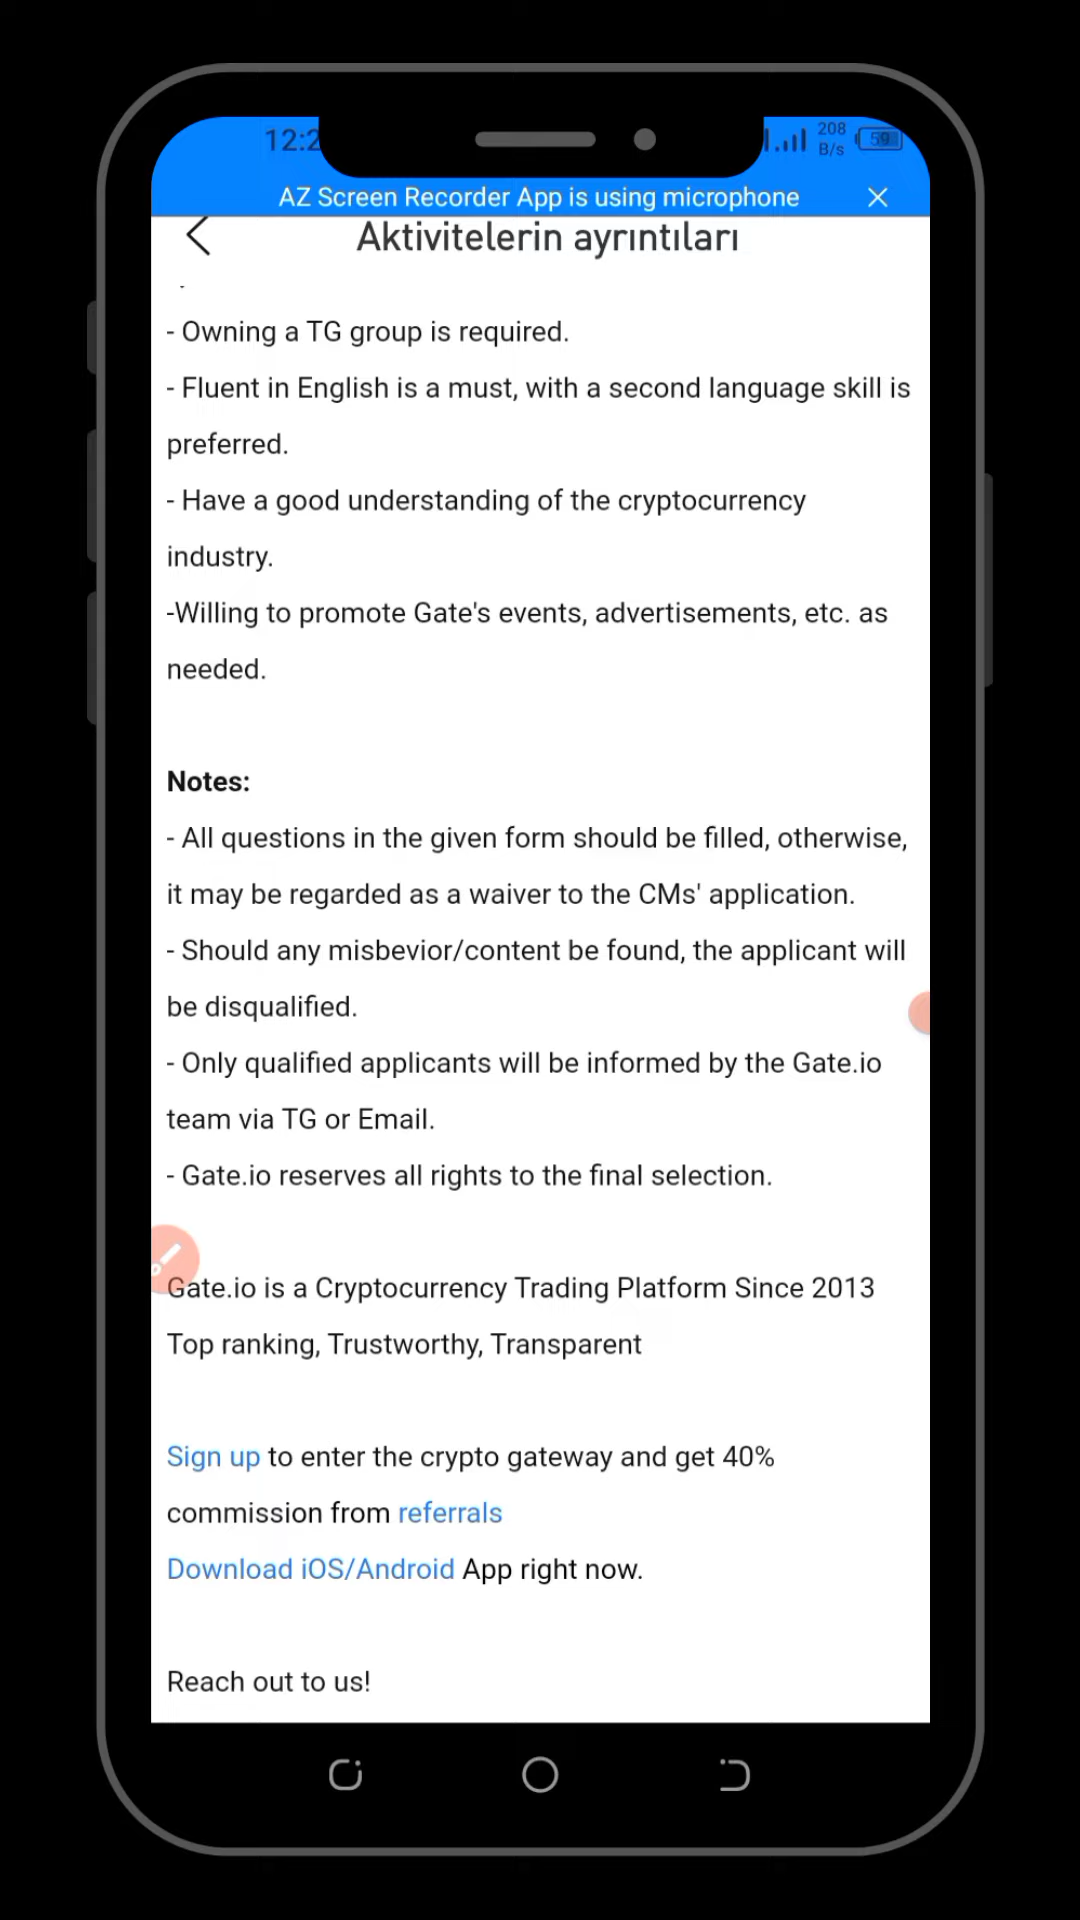 12:2
208
B/s
59
AZ Screen Recorder App is using microphone
Aktivitelerin ayrıntıları
- Owning a TG group is required.
- Fluent in English is a must, with a second language skill is
preferred.
- Have a good understanding of the cryptocurrency
industry.
-Willing to promote Gate's events, advertisements, etc. as
needed.
Notes:
- All questions in the given form should be filled, otherwise,
it may be regarded as a waiver to the CMs' application.
- Should any misbevior/content be found, the applicant will
be disqualified.
- Only qualified applicants will be informed by the Gate.io
team via TG or Email.
- Gate.io reserves all rights to the final selection.
Gate.io is a Cryptocurrency Trading Platform Since 2013
Top ranking, Trustworthy, Transparent
Sign up to enter the crypto gateway and get 40%
commission from referrals
Download iOS/Android App right now.
Reach out to us!